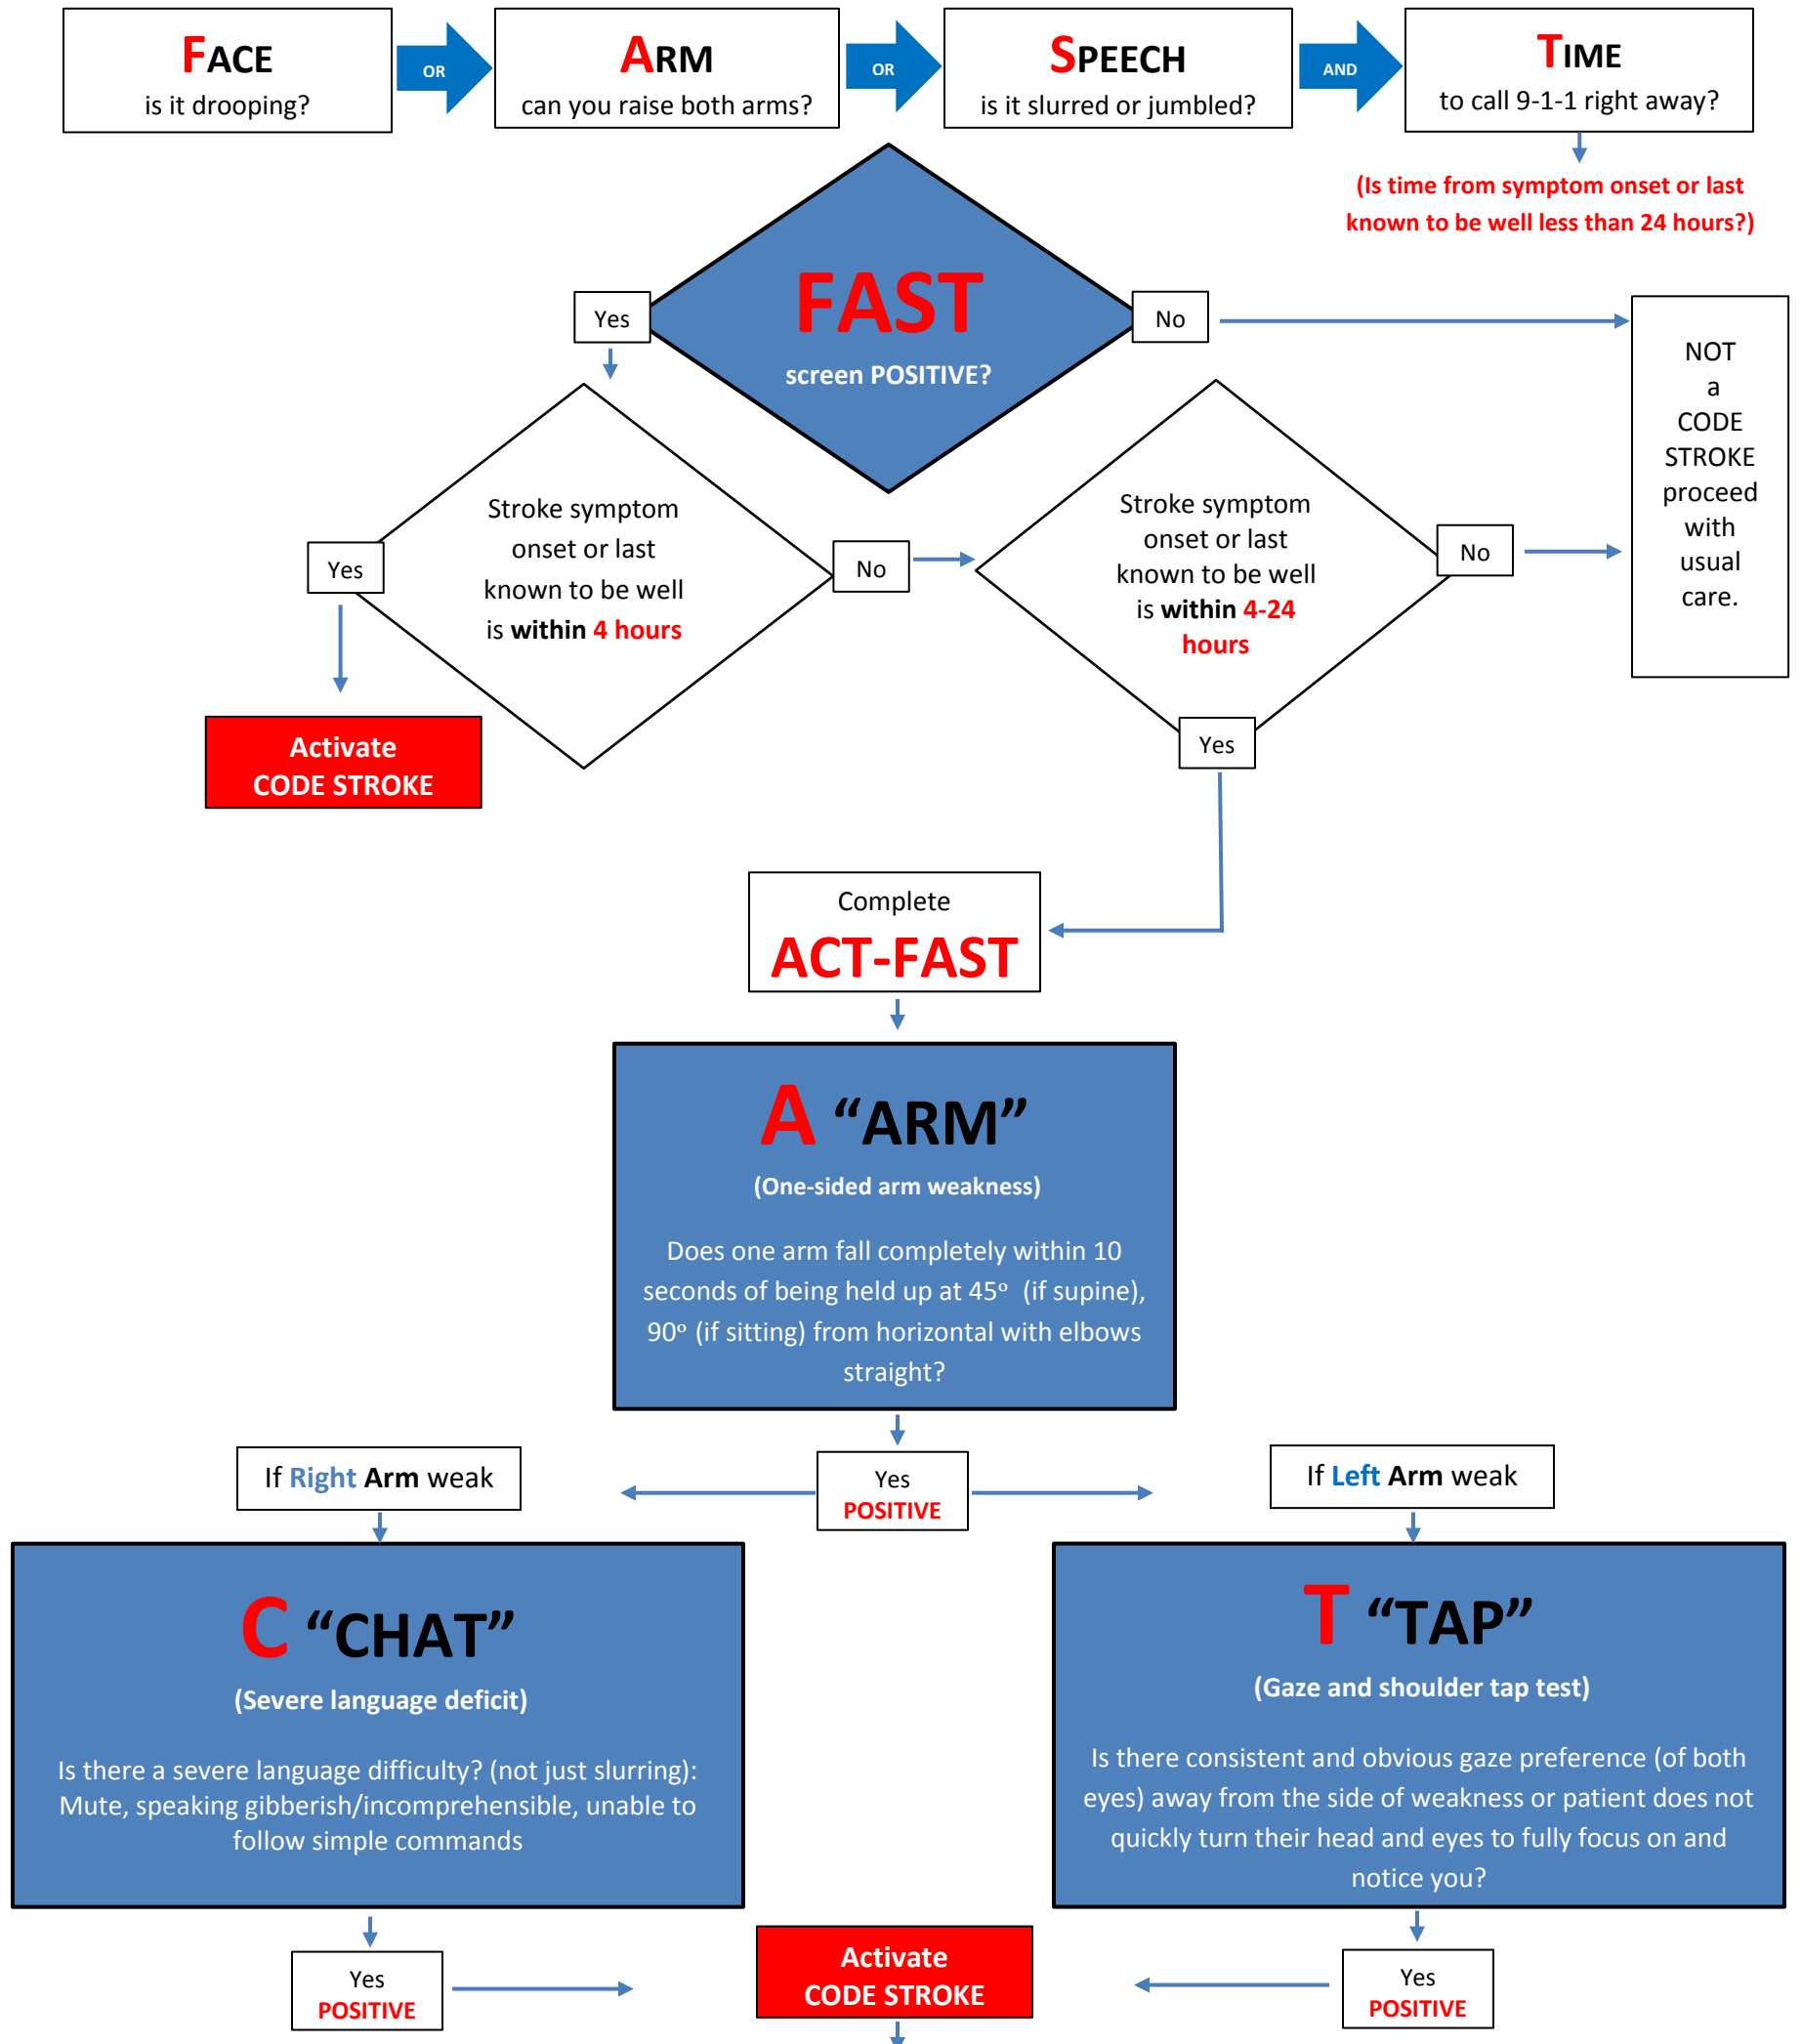 FACE
is it drooping?
OR
ARM
can you raise both arms?
OR
SPEECH
is it slurred or jumbled?
AND
TIME
to call 9-1-1 right away?
(Is time from symptom onset or last
known to be well less than 24 hours?)
FAST
screen POSITIVE?
Yes
No
NOT
a
CODE
STROKE
proceed
with
usual
care.
Stroke symptom
onset or last
known to be well
is within 4 hours
Yes
No
Stroke symptom
onset or last
known to be well
is within 4-24
hours
No
Yes
Activate
CODE STROKE
Complete
ACT-FAST
A “ARM”
(One-sided arm weakness)
Does one arm fall completely within 10
seconds of being held up at 45° (if supine),
90° (if sitting) from horizontal with elbows
straight?
If Right Arm weak
Yes
POSITIVE
If Left Arm weak
C “CHAT”
(Severe language deficit)
Is there a severe language difficulty? (not just slurring):
Mute, speaking gibberish/incomprehensible, unable to
follow simple commands
T “TAP”
(Gaze and shoulder tap test)
Is there consistent and obvious gaze preference (of both
eyes) away from the side of weakness or patient does not
quickly turn their head and eyes to fully focus on and
notice you?
Yes
POSITIVE
Activate
CODE STROKE
Yes
POSITIVE